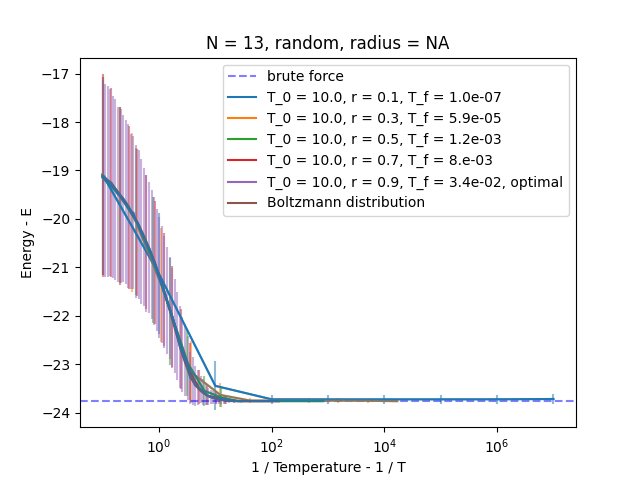 N = 13, random, radius = NA
brute force
T_0 = 10.0, r = 0.1, T_f = 1.0e-07
T_0 = 10.0, r = 0.3, T_f = 5.9e-05
T_0 = 10.0, r = 0.5, T_f = 1.2e-03
T_0 = 10.0, r = 0.7, T_f = 8.e-03
T_0 = 10.0, r = 0.9, T_f = 3.4e-02, optimal
Boltzmann distribution
Energy - E
−17
−18
−19
−20
−21
−22
−23
−24
10^0
10^2
10^4
10^6
1 / Temperature - 1 / T